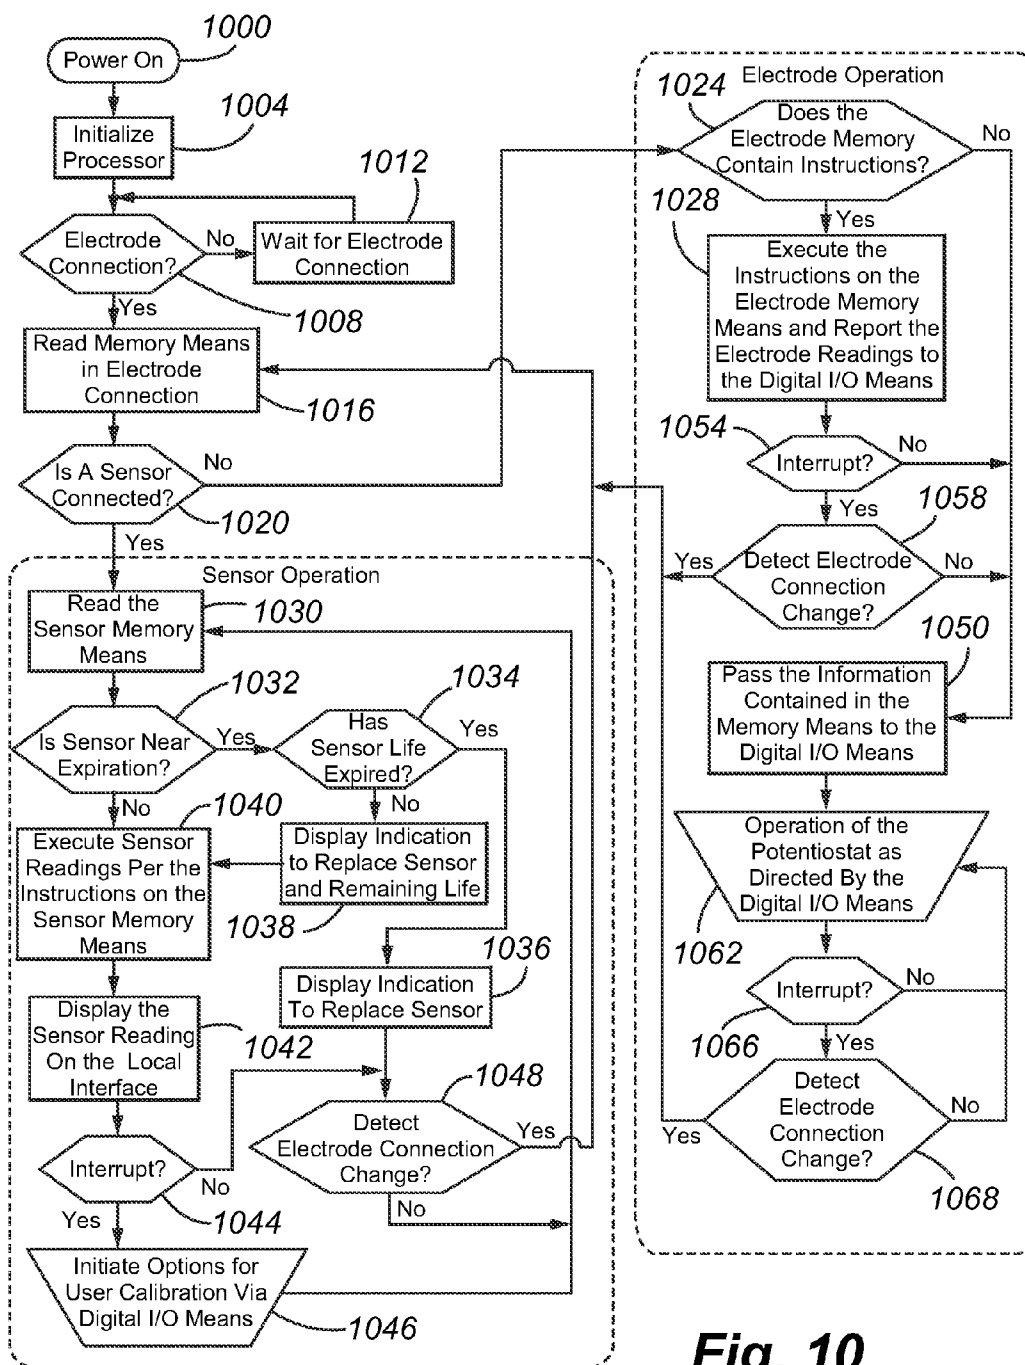 1000
Power On
1004
Initialize
Processor
1012
Electrode
Connection?
No
Wait for Electrode
Connection
1008
Yes
Read Memory Means
in Electrode
Connection
1016
Is A Sensor
Connected?
No
1020
Yes
Sensor Operation
Read the
Sensor Memory
Means
1030
1032
1034
Is Sensor Near
Expiration?
Yes
Has
Sensor Life
Expired?
Yes
No
No
1040
Execute Sensor
Readings Per the
Instructions on the
Sensor Memory
Means
Display Indication
to Replace Sensor
and Remaining Life
1038
1036
Display Indication
To Replace Sensor
Display the
Sensor Reading
On the Local
Interface
1042
1048
Detect
Electrode Connection
Change?
Yes
No
Interrupt?
No
1044
Yes
Initiate Options for
User Calibration Via
Digital I/O Means
1046
Electrode Operation
1024
Does the
Electrode Memory
Contain Instructions?
No
1028
Yes
Execute the
Instructions on the
Electrode Memory
Means and Report the
Electrode Readings to
the Digital I/O Means
1054
Interrupt?
No
Yes
1058
Yes
Detect Electrode
Connection
Change?
No
1050
Pass the Information
Contained in the
Memory Means to the
Digital I/O Means
Operation of the
Potentiostat as
Directed By the
Digital I/O Means
1062
Interrupt?
No
1066
Yes
Detect
Electrode
Connection
Change?
No
Yes
1068
Fig. 10